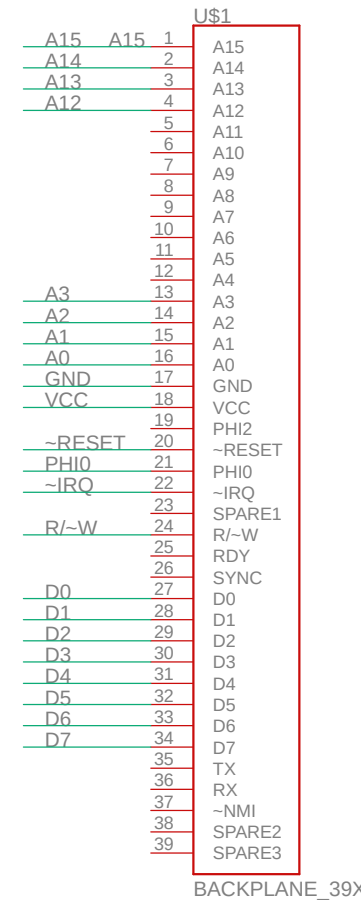 U$1
A15 A15 1 A15
A14 2 A14
A13 3 A13
A12 4 A12
5 A11
6 A10
7 A9
8 A8
9 A7
10 A6
11 A5
12 A4
A3 13 A3
A2 14 A2
A1 15 A1
A0 16 A0
GND 17 GND
VCC 18 VCC
19 PHI2
~RESET 20 ~RESET
PHI0 21 PHI0
~IRQ 22 ~IRQ
23 SPARE1
R/~W 24 R/~W
25 RDY
26 SYNC
D0 27 D0
D1 28 D1
D2 29 D2
D3 30 D3
D4 31 D4
D5 32 D5
D6 33 D6
D7 34 D7
35 TX
36 RX
37 ~NMI
38 SPARE2
39 SPARE3
BACKPLANE_39X